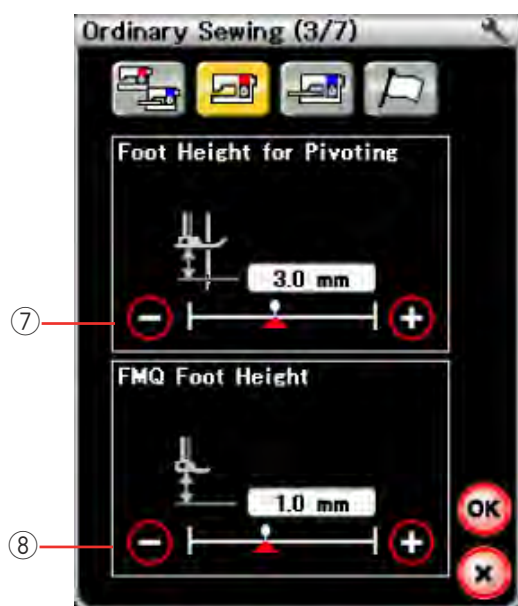 Ordinary Sewing (3/7)
Foot Height for Pivoting
3.0 mm
⑦
FMQ Foot Height
1.0 mm
OK
⑧